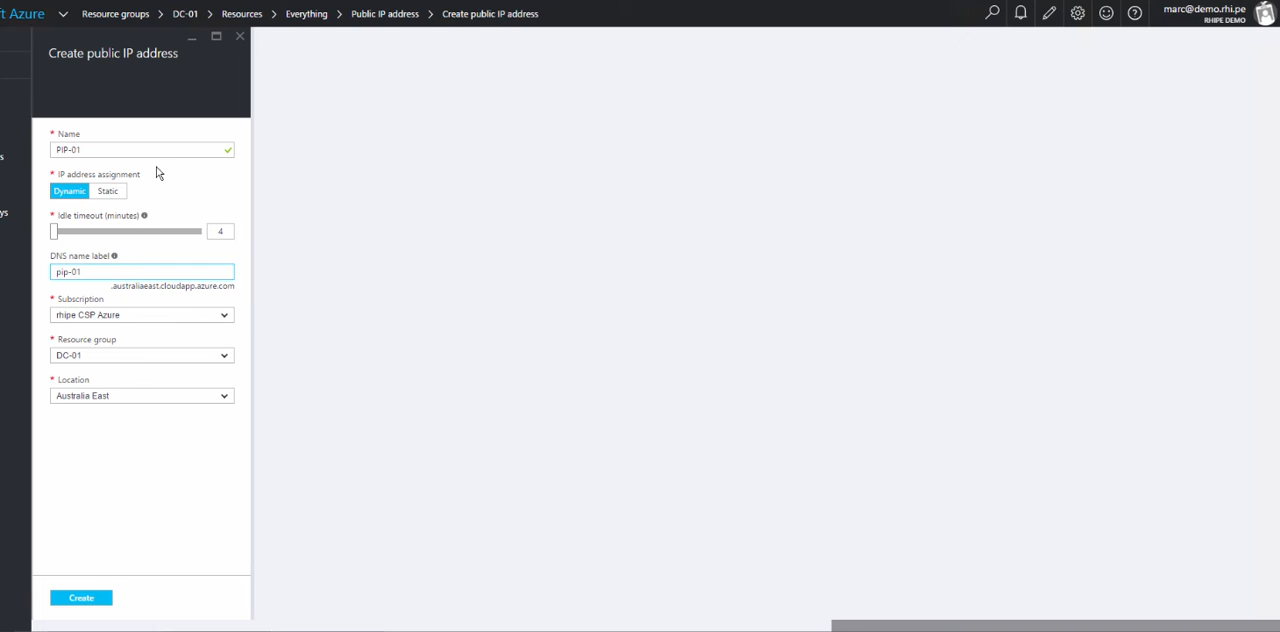 ft Azure
Resource groups > DC-01 > Resources > Everything > Public IP address > Create public IP address
marc@demo.rhi.pe
RHIPE DEMO
Create public IP address
* Name
PIP-01
* IP address assignment
Dynamic Static
* Idle timeout (minutes)
4
DNS name label
pip-01
.australiaeast.cloudapp.azure.com
* Subscription
rhipe CSP Azure
* Resource group
DC-01
* Location
Australia East
Create
s
ys